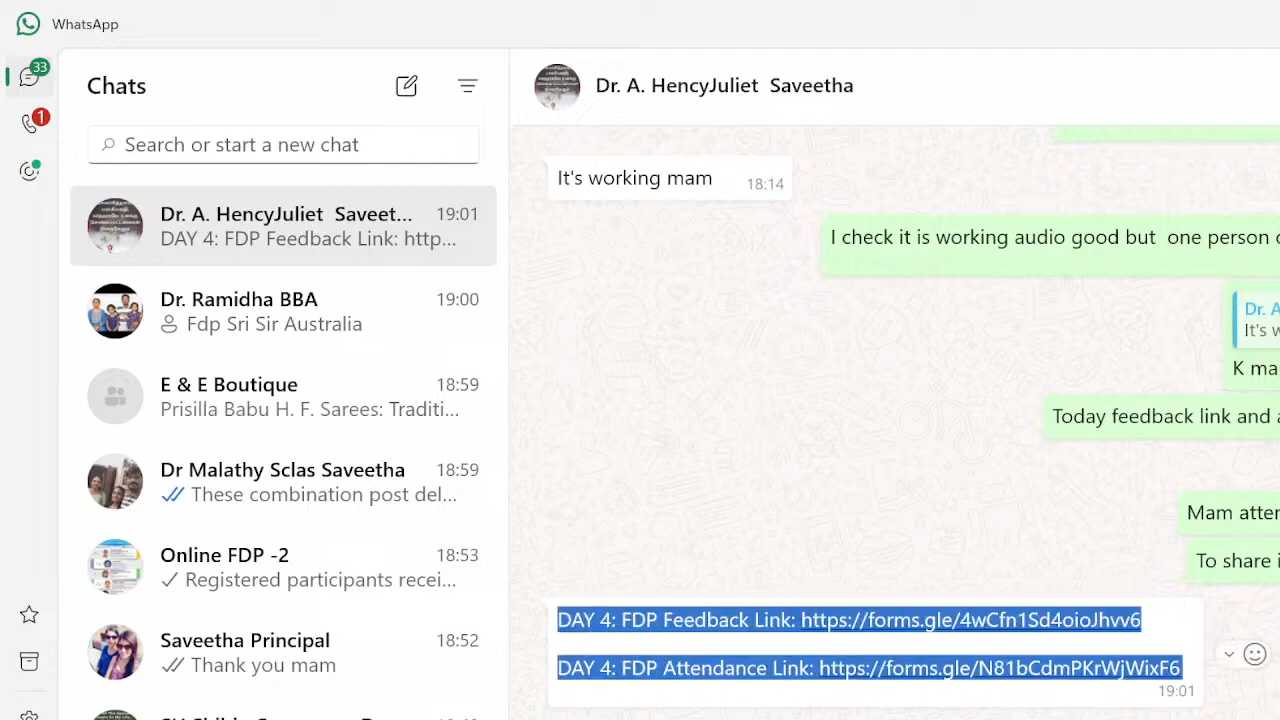 WhatsApp
33
1
Chats
Search or start a new chat
Dr. A. HencyJuliet Saveet... 19:01
DAY 4: FDP Feedback Link: http...
Dr. Ramidha BBA 19:00
Fdp Sri Sir Australia
E & E Boutique 18:59
Prisilla Babu H. F. Sarees: Traditi...
Dr Malathy Sclas Saveetha 18:59
These combination post del...
Online FDP -2 18:53
Registered participants recei...
Saveetha Principal 18:52
Thank you mam
Dr. A. HencyJuliet Saveetha
It's working mam 18:14
I check it is working audio good but one person
Dr. A
It's w
K ma
Today feedback link and a
Mam atten
To share i
DAY 4: FDP Feedback Link: https://forms.gle/4wCfn1Sd4oioJhvv6
DAY 4: FDP Attendance Link: https://forms.gle/N81bCdmPKrWjWixF6
19:01